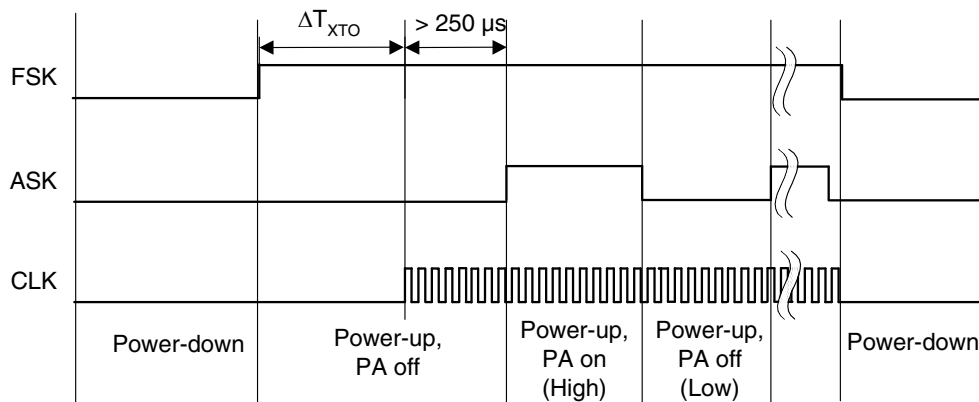 ΔTXTO
> 250 µs
FSK
ASK
CLK
Power-down
Power-up,
PA off
Power-up,
PA on
(High)
Power-up,
PA off
(Low)
Power-down